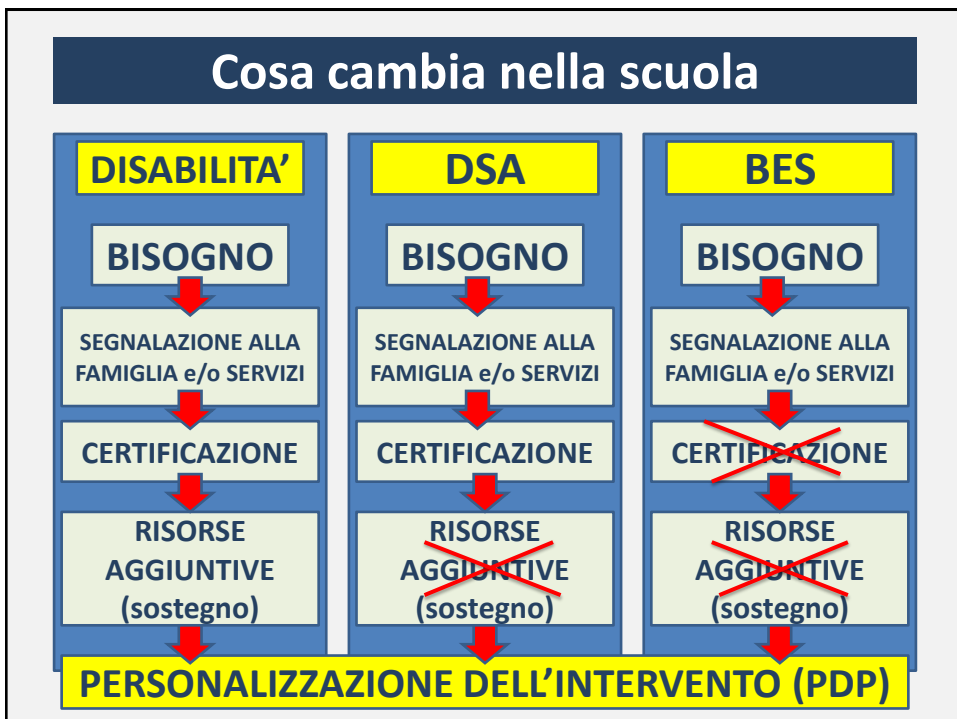 Cosa cambia nella scuola
DISABILITA’
BISOGNO
SEGNALAZIONE ALLA
FAMIGLIA e/o SERVIZI
CERTIFICAZIONE
RISORSE
AGGIUNTIVE
(sostegno)
DSA
BISOGNO
SEGNALAZIONE ALLA
FAMIGLIA e/o SERVIZI
CERTIFICAZIONE
RISORSE
AGGIUNTIVE
(sostegno)
BES
BISOGNO
SEGNALAZIONE ALLA
FAMIGLIA e/o SERVIZI
CERTIFICAZIONE
RISORSE
AGGIUNTIVE
(sostegno)
PERSONALIZZAZIONE DELL’INTERVENTO (PDP)